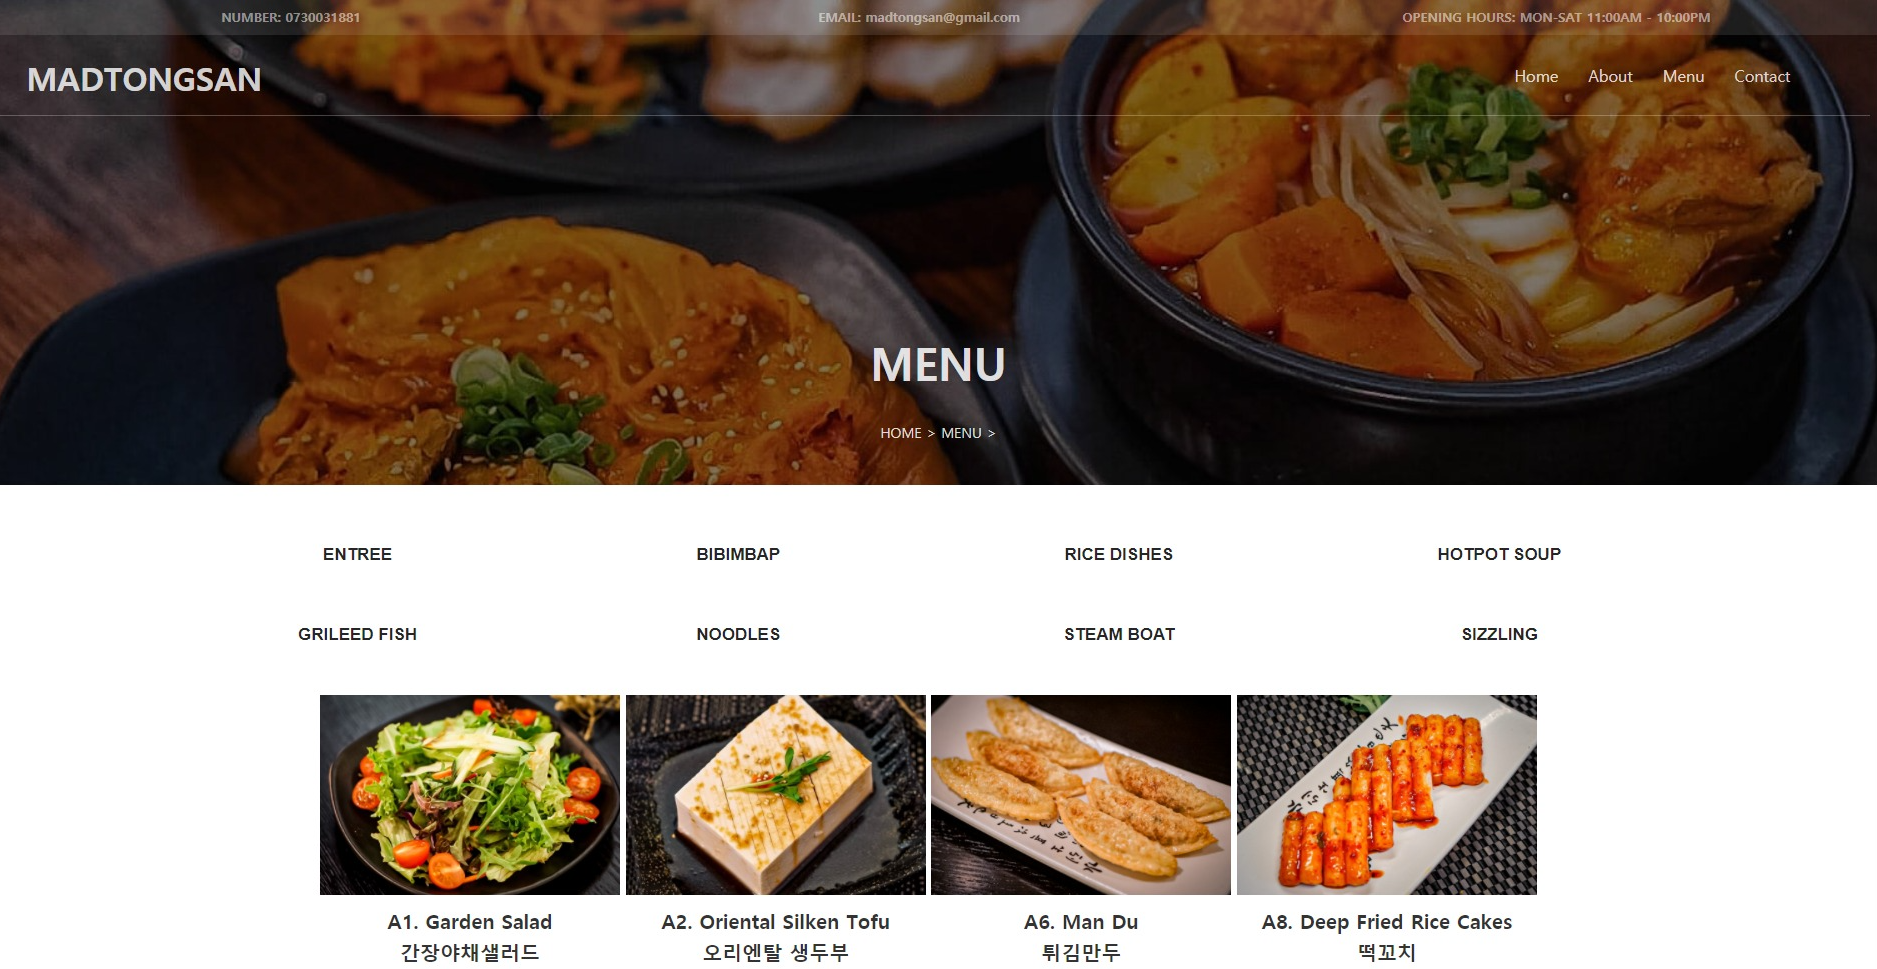 NUMBER: 0730031881
EMAIL: madtongsan@gmail.com
OPENING HOURS: MON-SAT 11:00AM - 10:00PM
MADTONGSAN
Home
About
Menu
Contact
MENU
HOME > MENU >
ENTREE
BIBIMBAP
RICE DISHES
HOTPOT SOUP
GRILEED FISH
NOODLES
STEAM BOAT
SIZZLING
A1. Garden Salad
간장야채샐러드
A2. Oriental Silken Tofu
오리엔탈 생두부
A6. Man Du
튀김만두
A8. Deep Fried Rice Cakes
떡꼬치